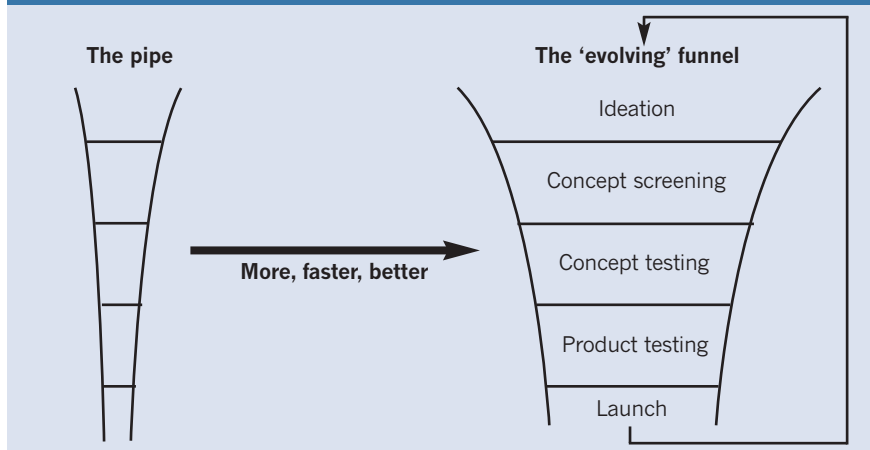 The pipe
The ‘evolving’ funnel
Ideation
Concept screening
Concept testing
More, faster, better
Product testing
Launch